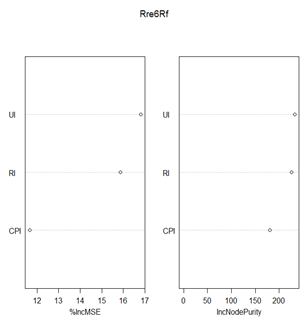 Rre6Rf
UI
RI
CPI
12 13 14 15 16 17
%IncMSE
UI
RI
CPI
0 50 100 150 200
IncNodePurity